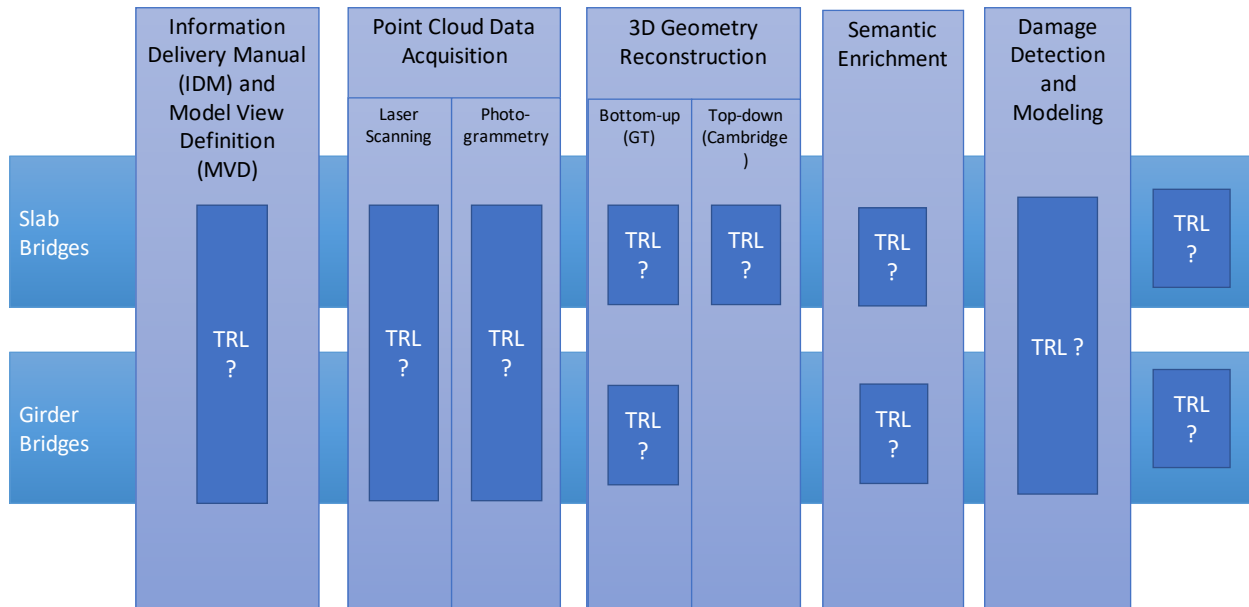 Information
Delivery Manual
(IDM) and
Model View
Definition
(MVD)
Point Cloud Data
Acquisition
Laser
Scanning
Photo-
grammetry
3D Geometry
Reconstruction
Bottom-up
(GT)
Top-down
(Cambridge
)
Semantic
Enrichment
Damage
Detection
and
Modeling
Slab
Bridges
TRL
?
TRL
?
TRL
?
TRL
?
TRL
?
TRL
?
TRL ?
TRL
?
Girder
Bridges
TRL
?
TRL
?
TRL
?